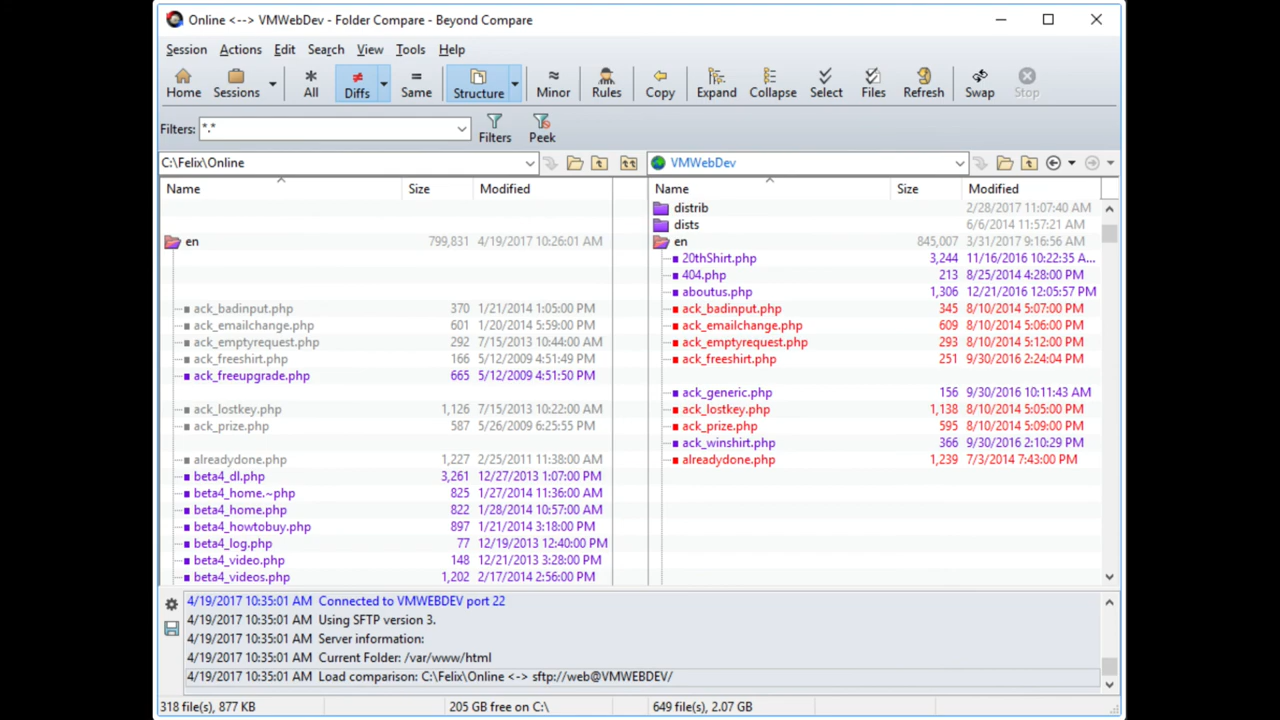 Online <--> VMWebDev - Folder Compare - Beyond Compare
Session Actions Edit Search View Tools Help
Home Sessions All Diffs Same Structure Minor Rules Copy Expand Collapse Select Files Refresh Swap Stop
Filters: *.* Filters Peek
C:\Felix\Online VMWebDev
Name Size Modified Name Size Modified
distrib 2/28/2017 11:07:40 AM
dists 6/6/2014 11:57:21 AM
en 799,831 4/19/2017 10:26:01 AM en 845,007 3/31/2017 9:16:56 AM
20thShirt.php 3,244 11/16/2016 10:22:35 A...
404.php 213 8/25/2014 4:28:00 PM
aboutus.php 1,306 12/21/2016 12:05:57 PM
ack_badinput.php 370 1/21/2014 1:05:00 PM ack_badinput.php 345 8/10/2014 5:07:00 PM
ack_emailchange.php 601 1/20/2014 5:59:00 PM ack_emailchange.php 609 8/10/2014 5:06:00 PM
ack_emptyrequest.php 292 7/15/2013 10:44:00 AM ack_emptyrequest.php 293 8/10/2014 5:12:00 PM
ack_freeshirt.php 166 5/12/2009 4:51:49 PM ack_freeshirt.php 251 9/30/2016 2:24:04 PM
ack_freeupgrade.php 665 5/12/2009 4:51:50 PM
ack_generic.php 156 9/30/2016 10:11:43 AM
ack_lostkey.php 1,126 7/15/2013 10:22:00 AM ack_lostkey.php 1,138 8/10/2014 5:05:00 PM
ack_prize.php 587 5/26/2009 6:25:55 PM ack_prize.php 595 8/10/2014 5:09:00 PM
ack_winshirt.php 366 9/30/2016 2:10:29 PM
alreadydone.php 1,227 2/25/2011 11:38:00 AM alreadydone.php 1,239 7/3/2014 7:43:00 PM
beta4_dl.php 3,261 12/27/2013 1:07:00 PM
beta4_home.~php 825 1/27/2014 11:36:00 AM
beta4_home.php 822 1/28/2014 10:57:00 AM
beta4_howtobuy.php 897 1/21/2014 3:18:00 PM
beta4_log.php 77 12/19/2013 12:40:00 PM
beta4_video.php 148 12/21/2013 3:28:00 PM
beta4_videos.php 1,202 2/17/2014 2:56:00 PM
4/19/2017 10:35:01 AM Connected to VMWEBDEV port 22
4/19/2017 10:35:01 AM Using SFTP version 3.
4/19/2017 10:35:01 AM Server information:
4/19/2017 10:35:01 AM Current Folder: /var/www/html
4/19/2017 10:35:01 AM Load comparison: C:\Felix\Online <-> sftp://web@VMWEBDEV/
318 file(s), 877 KB 205 GB free on C:\ 649 file(s), 2.07 GB